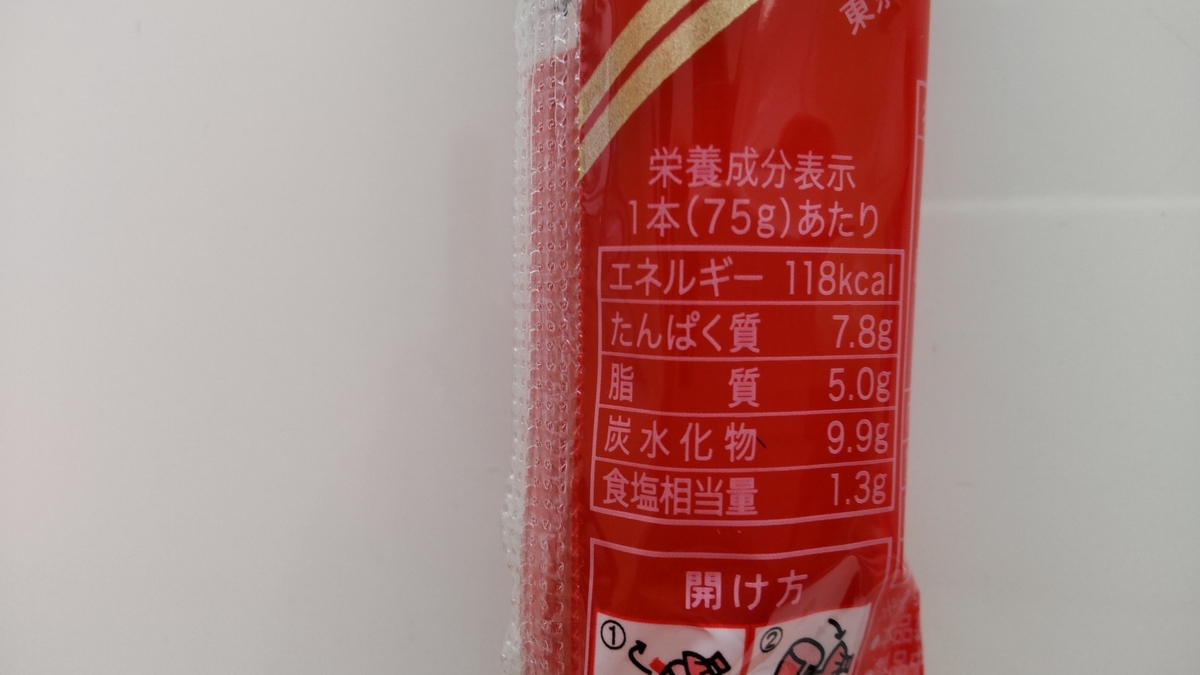 栄養成分表示
1本(75g)あたり
エネルギー 118kcal
たんぱく質 7.8g
脂質 5.0g
炭水化物 9.9g
食塩相当量 1.3g
開け方
① ②